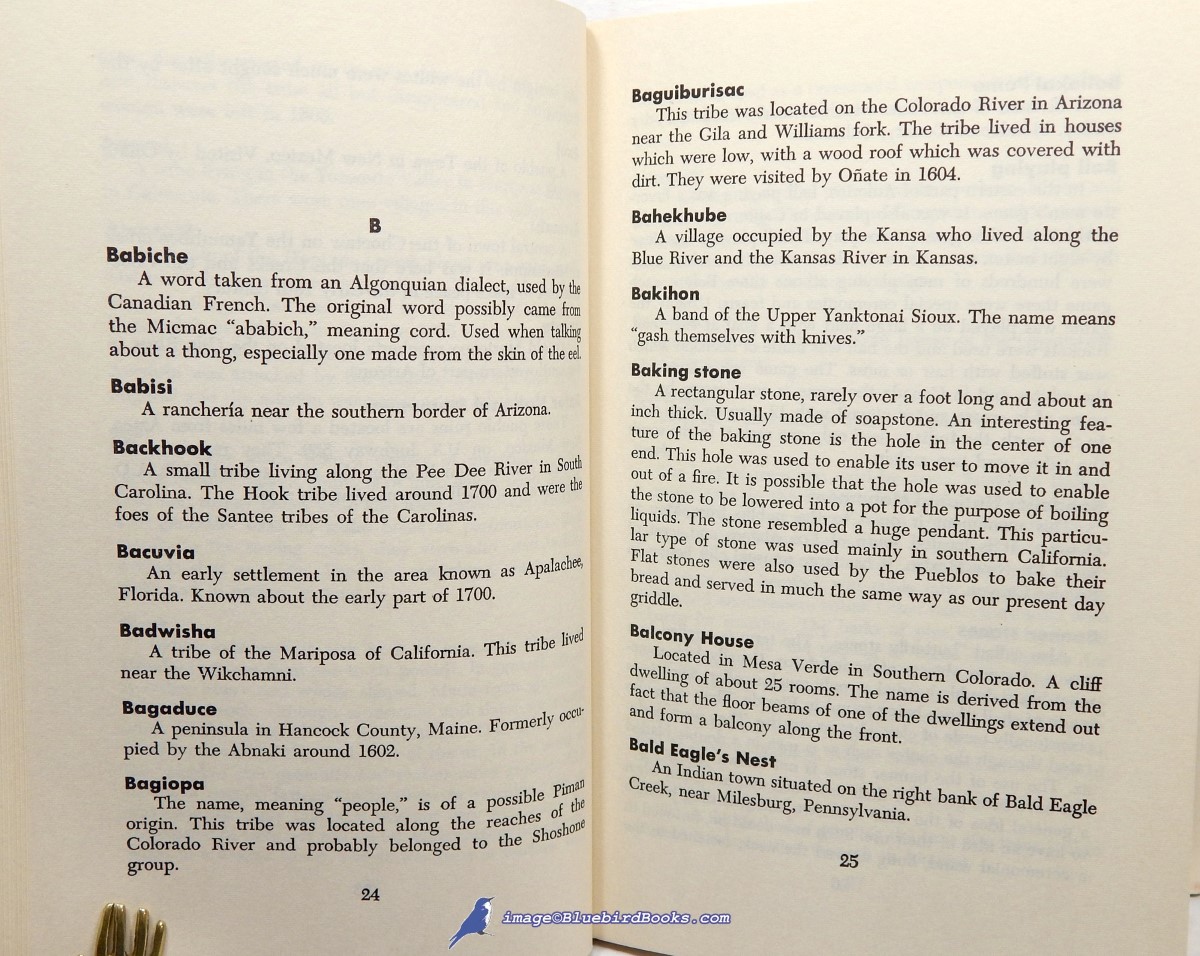 B
Babiche
A word taken from an Algonquian dialect, used by the
Canadian French. The original word possibly came from
the Micmac “ababich,” meaning cord. Used when talking
about a thong, especially one made from the skin of the eel.
Babisi
A ranchería near the southern border of Arizona.
Backhook
A small tribe living along the Pee Dee River in South
Carolina. The Hook tribe lived around 1700 and were the
foes of the Santee tribes of the Carolinas.
Bacuvia
An early settlement in the area known as Apalachee,
Florida. Known about the early part of 1700.
Badwisha
A tribe of the Mariposa of California. This tribe lived
near the Wikchamni.
Bagaduce
A peninsula in Hancock County, Maine. Formerly occu-
pied by the Abnaki around 1602.
Bagiopa
The name, meaning “people,” is of a possible Piman
origin. This tribe was located along the reaches of the
Colorado River and probably belonged to the Shoshone
group.
24
Baguiburisac
This tribe was located on the Colorado River in Arizona
near the Gila and Williams fork. The tribe lived in houses
which were low, with a wood roof which was covered with
dirt. They were visited by Oñate in 1604.
Bahekhube
A village occupied by the Kansa who lived along the
Blue River and the Kansas River in Kansas.
Bakihon
A band of the Upper Yanktonai Sioux. The name means
“gash themselves with knives.”
Baking stone
A rectangular stone, rarely over a foot long and about an
inch thick. Usually made of soapstone. An interesting fea-
ture of the baking stone is the hole in the center of one
end. This hole was used to enable its user to move it in and
out of a fire. It is possible that the hole was used to enable
the stone to be lowered into a pot for the purpose of boiling
liquids. The stone resembled a huge pendant. This particu-
lar type of stone was used mainly in southern California.
Flat stones were also used by the Pueblos to bake their
bread and served in much the same way as our present day
griddle.
Balcony House
Located in Mesa Verde in Southern Colorado. A cliff
dwelling of about 25 rooms. The name is derived from the
fact that the floor beams of one of the dwellings extend out
and form a balcony along the front.
Bald Eagle’s Nest
An Indian town situated on the right bank of Bald Eagle
Creek, near Milesburg, Pennsylvania.
25
image©BluebirdBooks.com